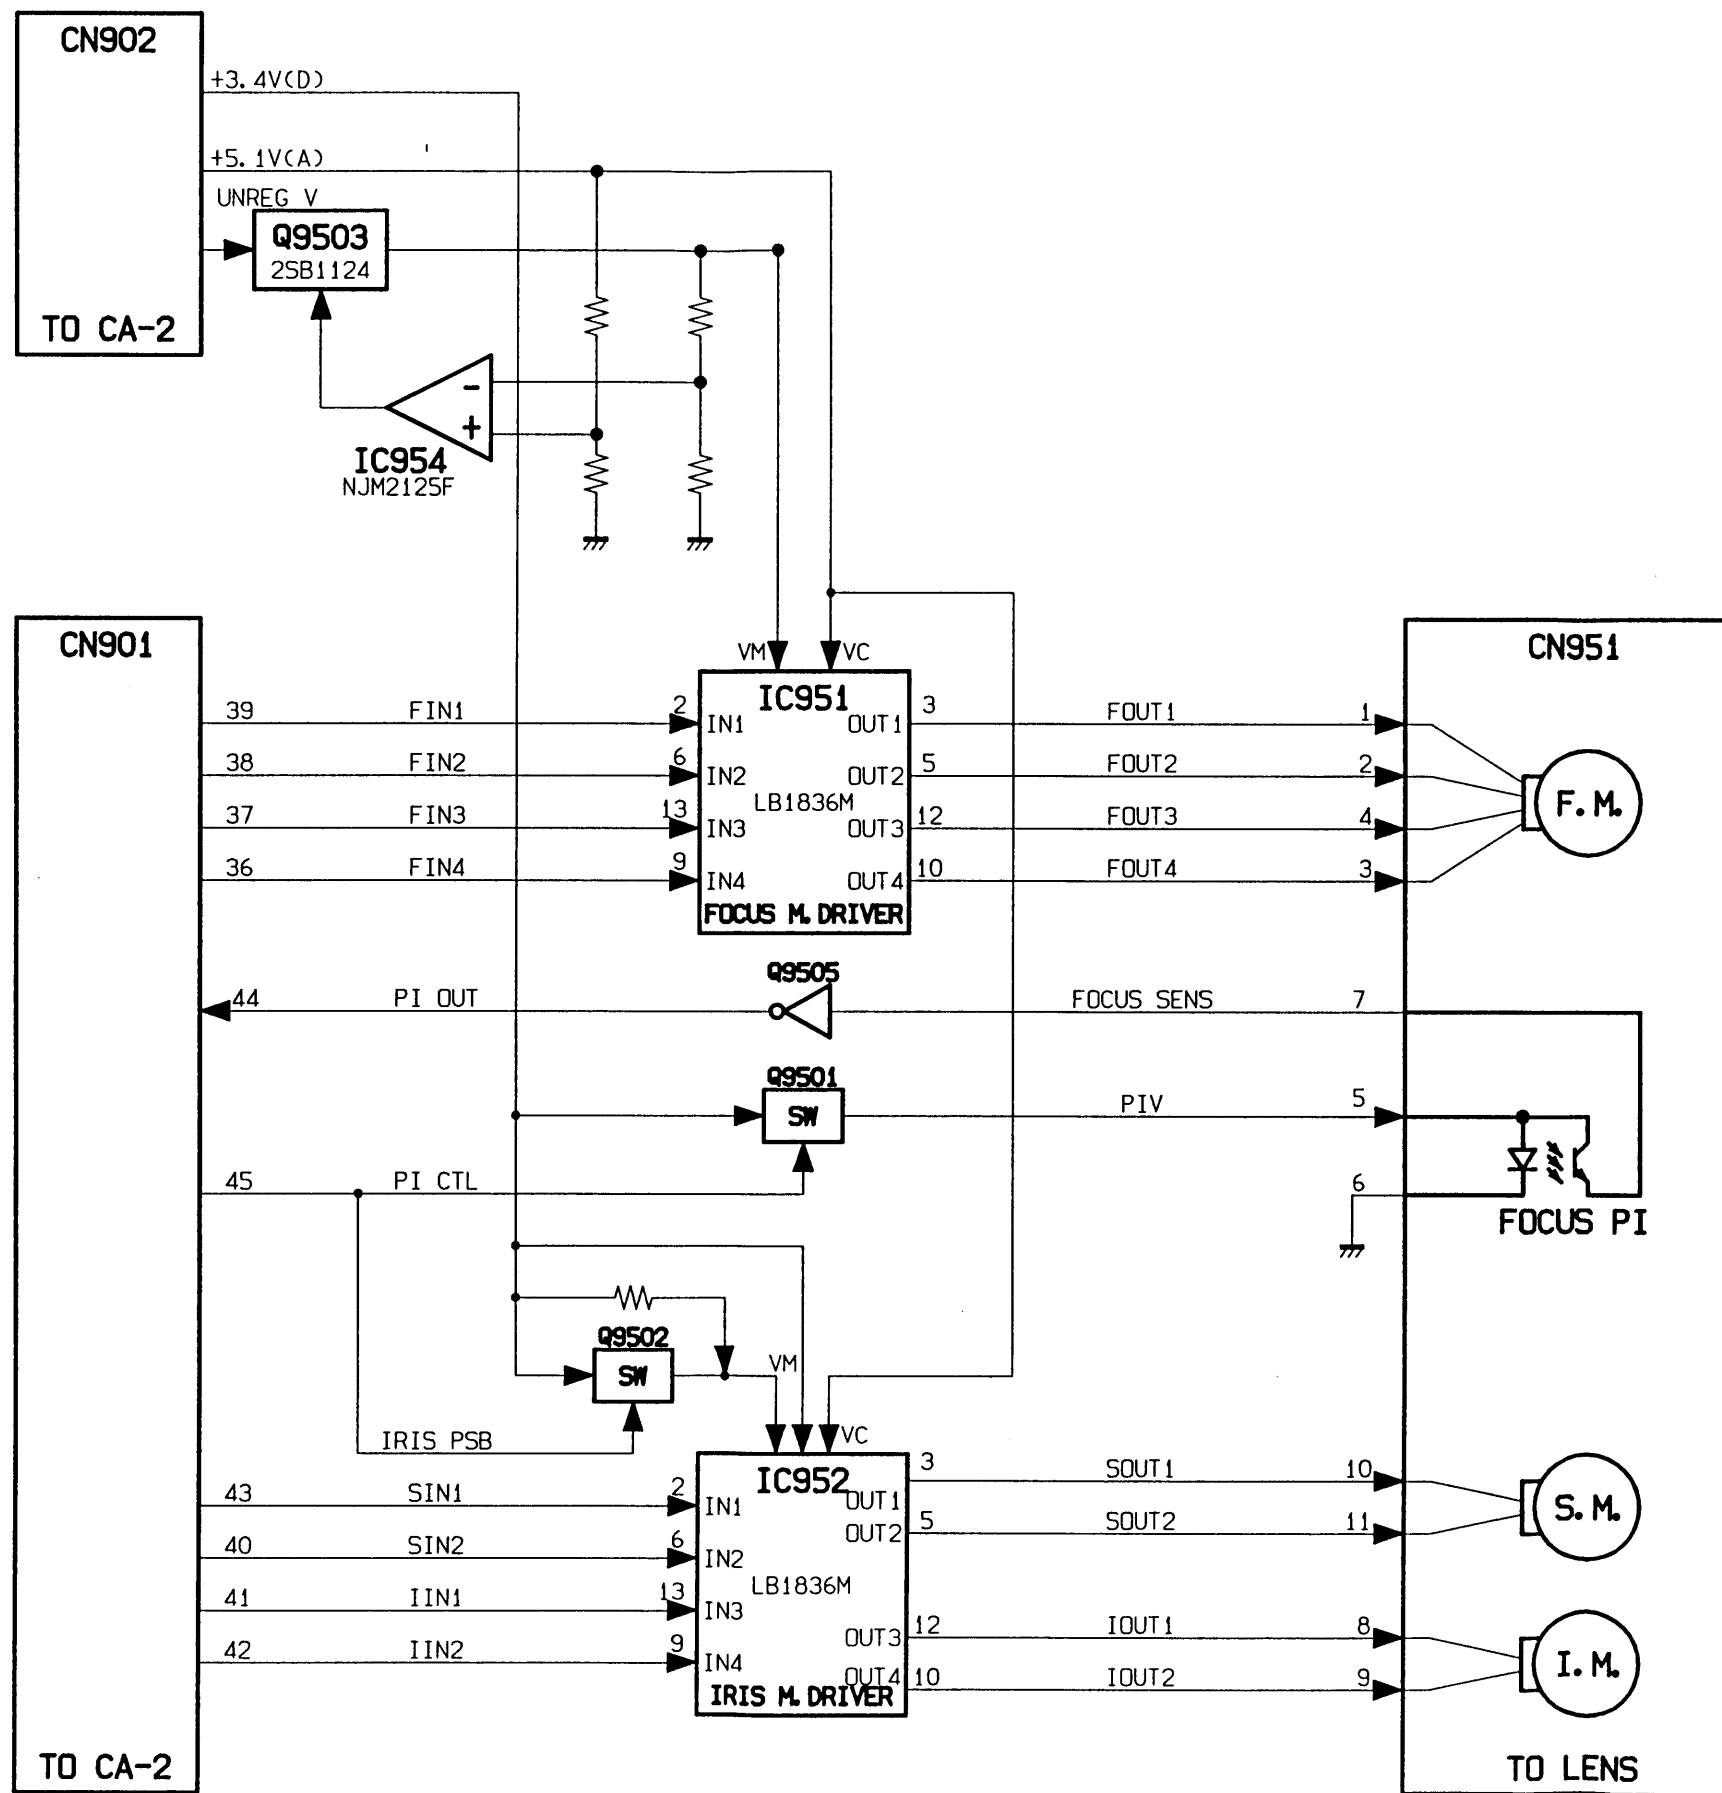 CN902
+3.4V(D)
+5.1V(A)
UNREG V
Q9503
2SB1124
TO CA-2
-
+
IC954
NJM2125F
CN901
CN951
VM
VC
IC951
39 FIN1 2 IN1 OUT1 3 FOUT1 1
38 FIN2 6 IN2 OUT2 5 FOUT2 2
F.M.
LB1836M
37 FIN3 13 IN3 OUT3 12 FOUT3 4
36 FIN4 9 IN4 OUT4 10 FOUT4 3
FOCUS M.DRIVER
Q9505
44 PI OUT FOCUS SENS 7
Q9501
SW PIV 5
45 PI CTL 6
FOCUS PI
Q9502
SW
VM
IRIS PSB
VC
IC952
3 SOUT1 10
43 SIN1 2 IN1 OUT1
S.M.
OUT2 5 SOUT2 11
40 SIN2 6 IN2
LB1836M
41 IIN1 13 IN3
OUT3 12 IOUT1 8
42 IIN2 9 IN4
I.M.
OUT4 10 IOUT2 9
IRIS M.DRIVER
TO CA-2
TO LENS